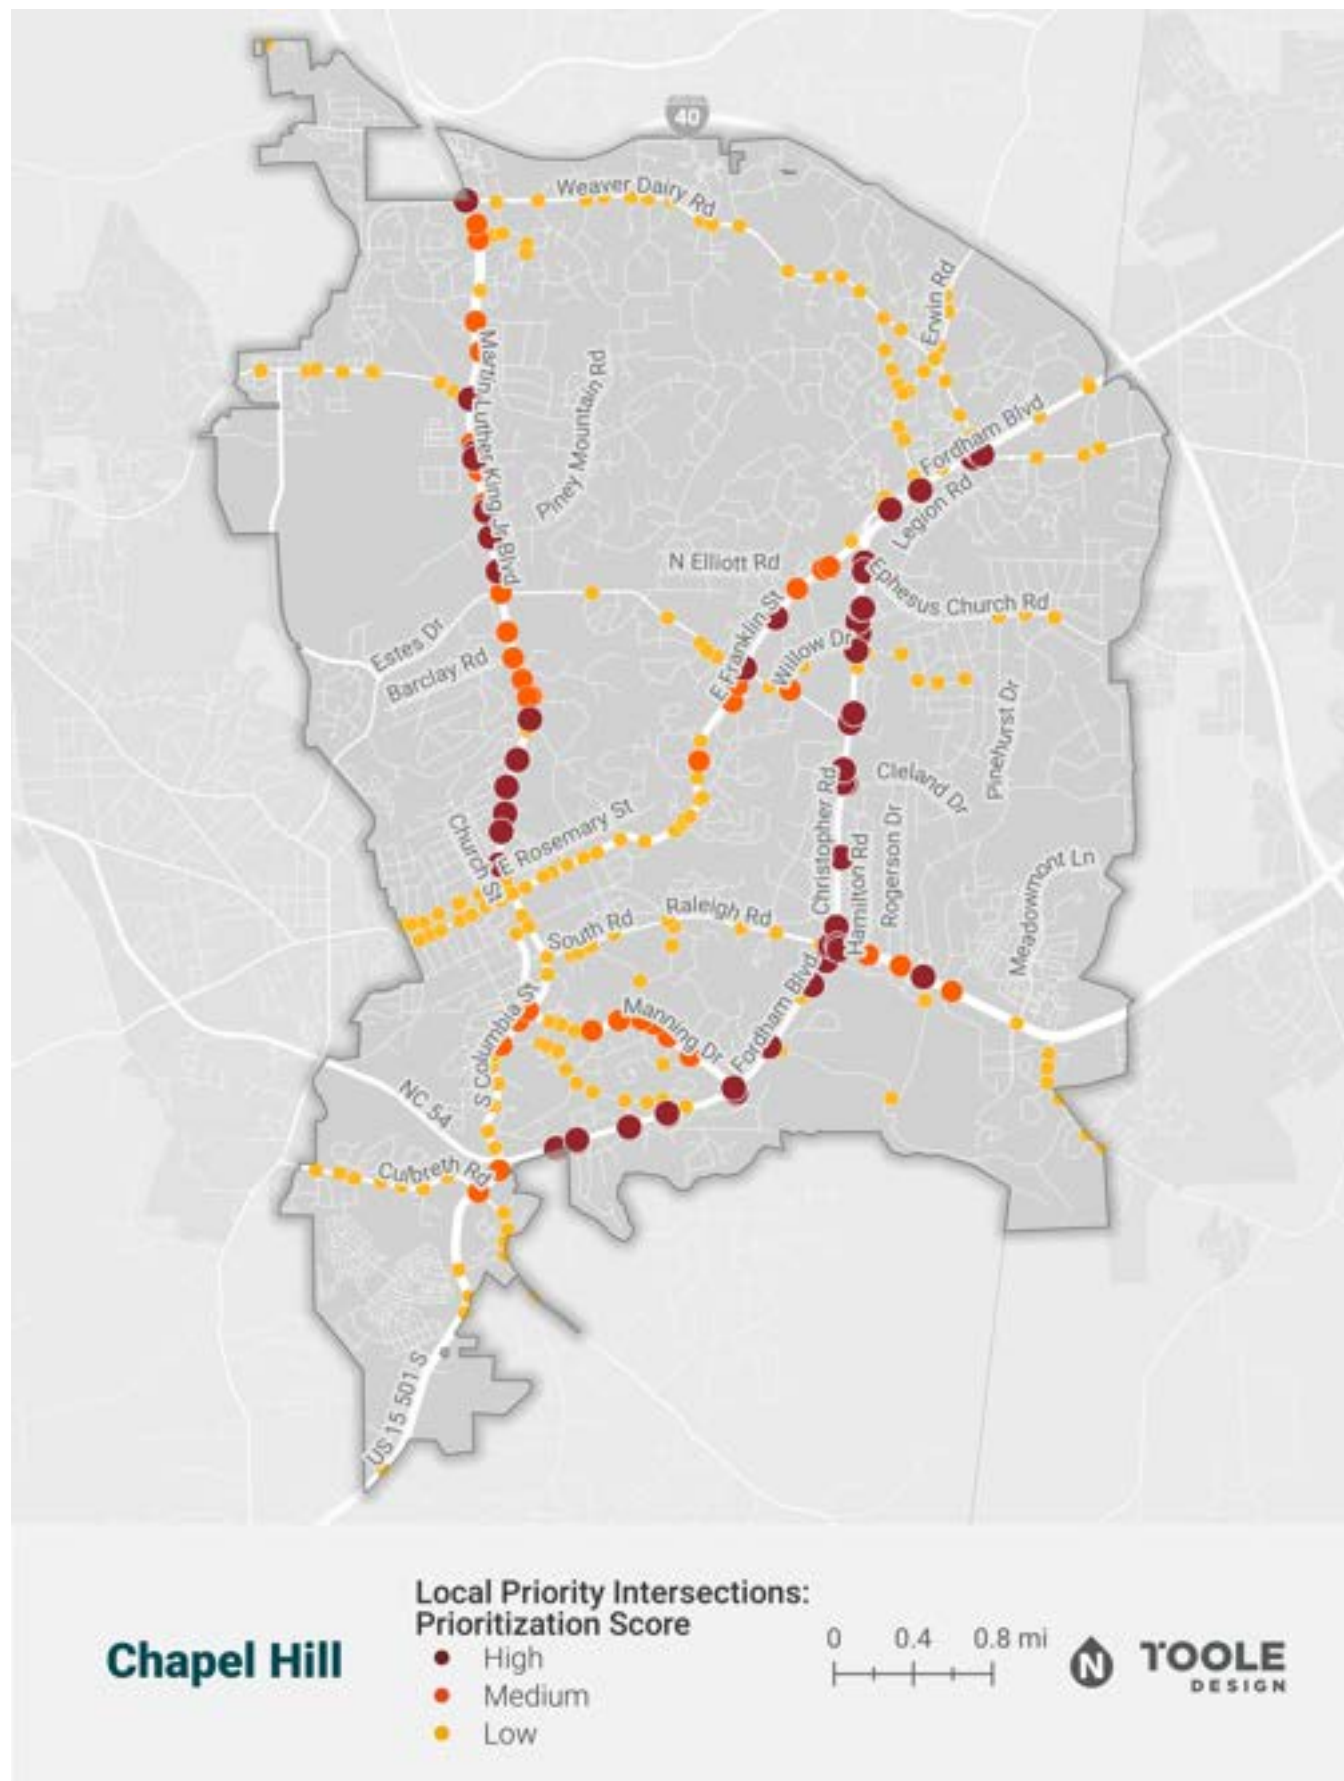 40
Weaver Dairy Rd
Erwin Rd
Martin Luther King Jr Blvd
Piney Mountain Rd
Fordham Blvd
Legion Rd
N Elliott Rd
Ephesus Church Rd
E Franklin St
Willow Dr
Estes Dr
Barclay Rd
Pinehurst Dr
Cleland Dr
Christopher Rd
Rogerson Dr
Hamilton Rd
Church St
E Rosemary St
Meadowmont Ln
Raleigh Rd
South Rd
Fordham Blvd
Manning Dr
S Columbia St
NC 54
Culbreth Rd
US 15 501 S
Chapel Hill
Local Priority Intersections:
Prioritization Score
High
Medium
Low
0 0.4 0.8 mi
N
TOOLE
DESIGN